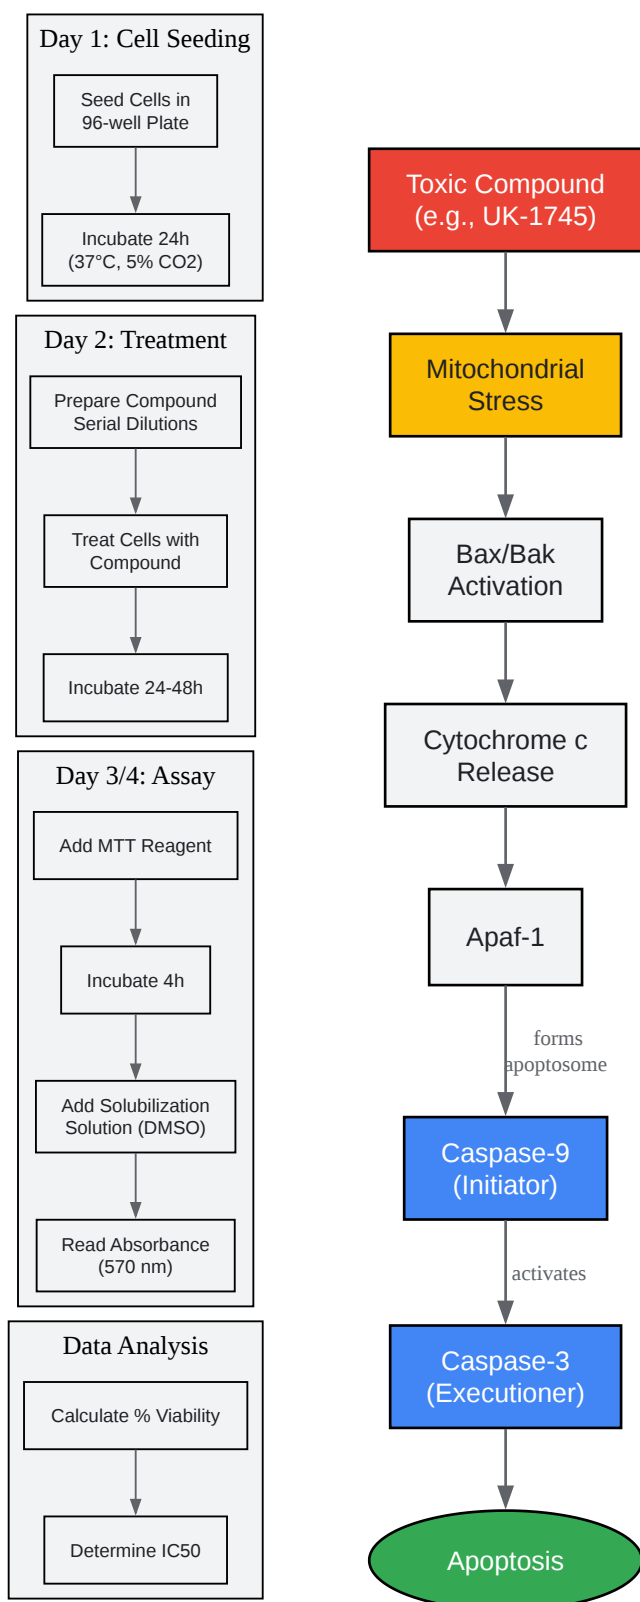 Day 1: Cell Seeding
Seed Cells in
96-well Plate
Incubate 24h
(37°C, 5% CO2)
Day 2: Treatment
Prepare Compound
Serial Dilutions
Treat Cells with
Compound
Incubate 24-48h
Day 3/4: Assay
Add MTT Reagent
Incubate 4h
Add Solubilization
Solution (DMSO)
Read Absorbance
(570 nm)
Data Analysis
Calculate % Viability
Determine IC50
Toxic Compound
(e.g., UK-1745)
Mitochondrial
Stress
Bax/Bak
Activation
Cytochrome c
Release
Apaf-1
forms
apoptosome
Caspase-9
(Initiator)
activates
Caspase-3
(Executioner)
Apoptosis